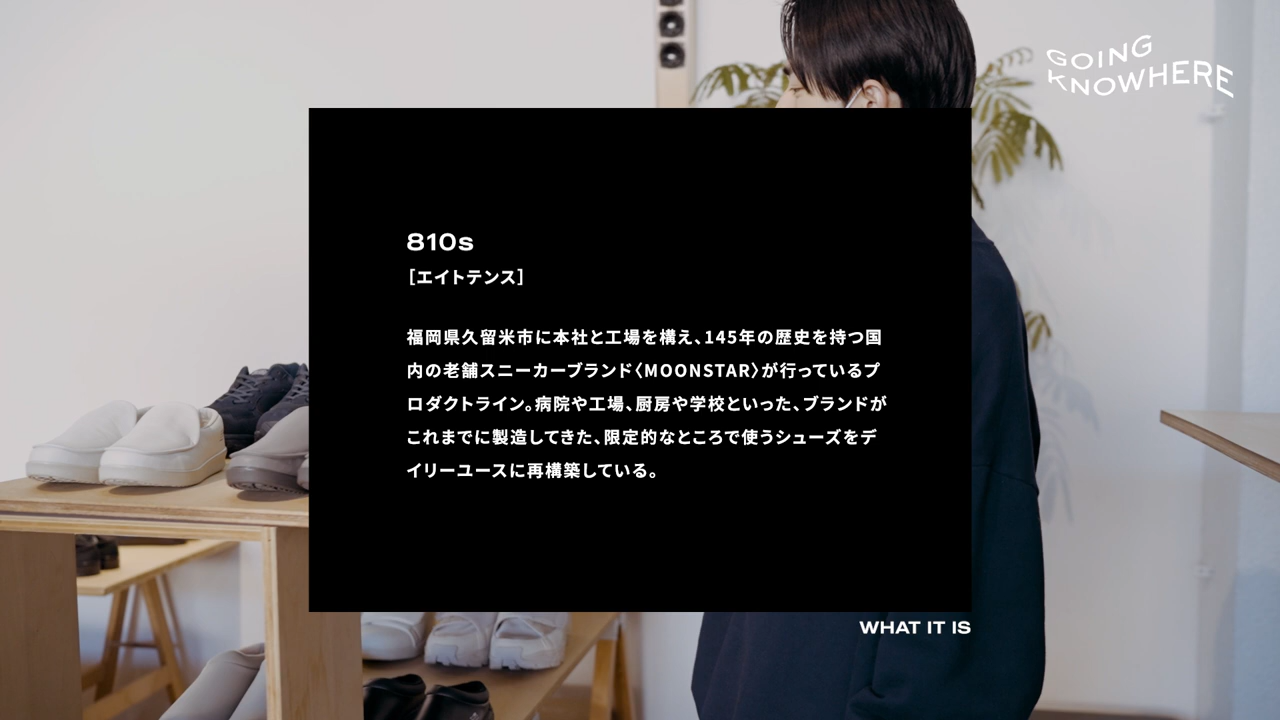 GOING
KNOWHERE
810s
［エイトテンス］
福岡県久留米市に本社と工場を構え、145年の歴史を持つ国
内の老舗スニーカーブランド〈MOONSTAR〉が行っているプ
ロダクトライン。病院や工場、厨房や学校といった、ブランドが
これまでに製造してきた、限定的なところで使うシューズをデ
イリーユースに再構築している。
WHAT IT IS